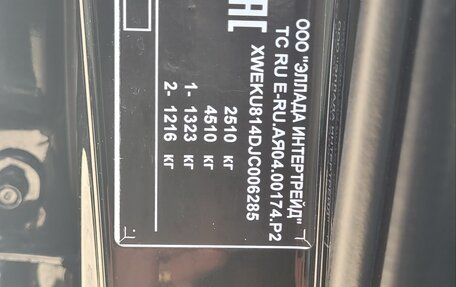 ООО "ЭЛЛАДА ИНТЕРТРЕЙД"
ТС RU E-RU.АЯ04.00174.Р2
XWEKU814DJC006285
2510 кг
4510 кг
1- 1323 кг
2- 1216 кг